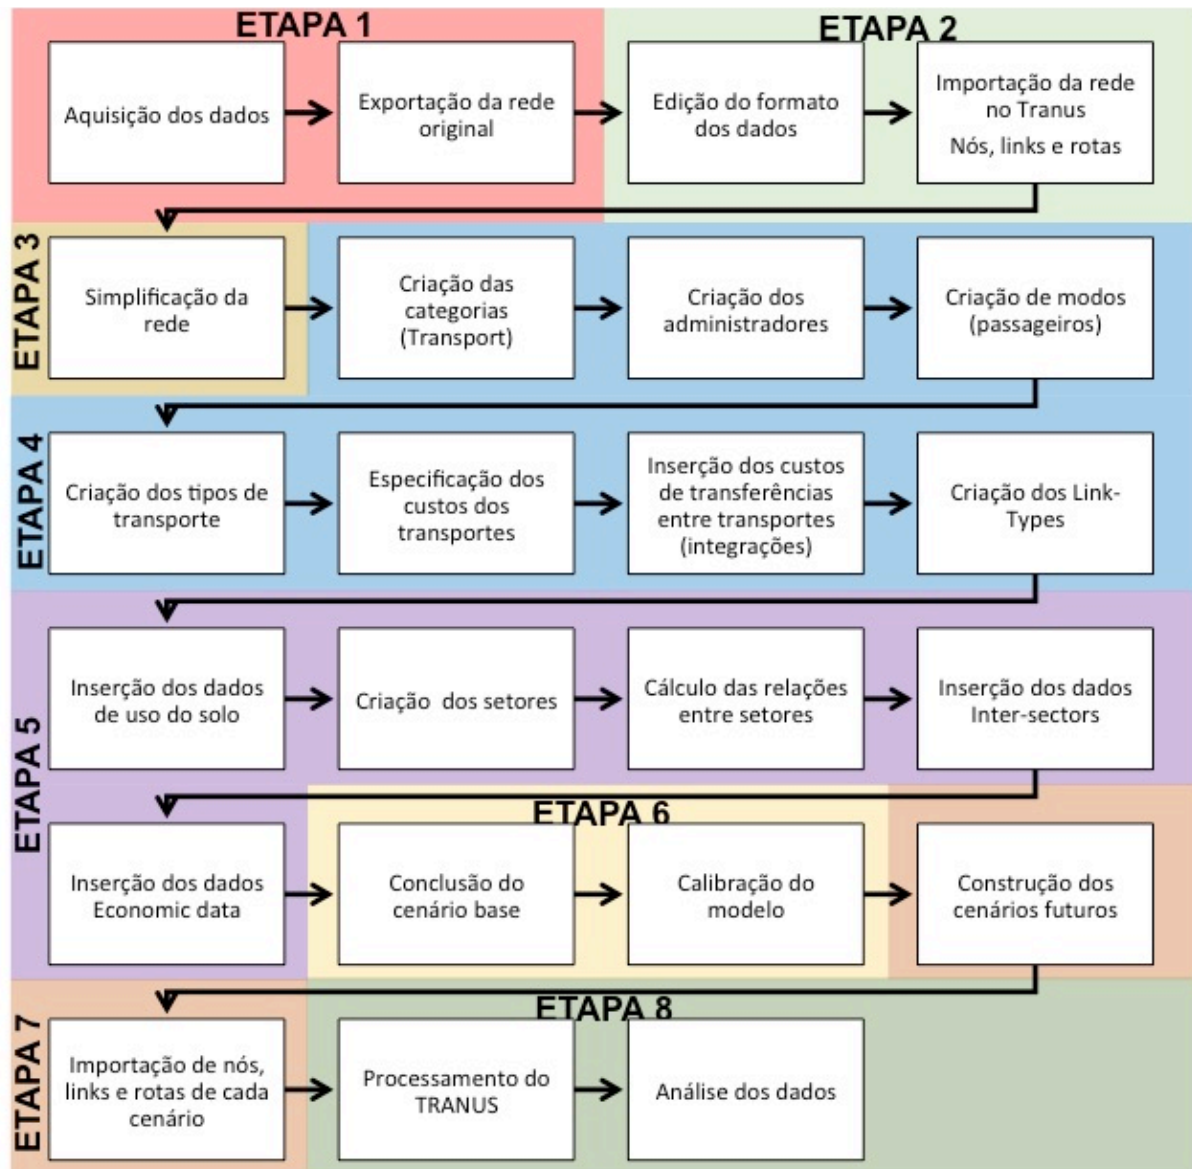 ETAPA 1
Aquisição dos dados
Exportação da rede
original
ETAPA 2
Edição do formato
dos dados
Importação da rede
no Tranus
Nós, links e rotas
ETAPA 3
Simplificação da
rede
Criação das
categorias
(Transport)
Criação dos
administradores
Criação de modos
(passageiros)
ETAPA 4
Criação dos tipos de
transporte
Especificação dos
custos dos
transportes
Inserção dos custos
de transferências
entre transportes
(integrações)
Criação dos Link-
Types
ETAPA 5
Inserção dos dados
de uso do solo
Criação  dos setores
Cálculo das relações
entre setores
Inserção dos dados
Inter-sectors
Inserção dos dados
Economic data
ETAPA 6
Conclusão do
cenário base
Calibração do
modelo
Construção dos
cenários futuros
ETAPA 7
Importação de nós,
links e rotas de cada
cenário
ETAPA 8
Processamento do
TRANUS
Análise dos dados